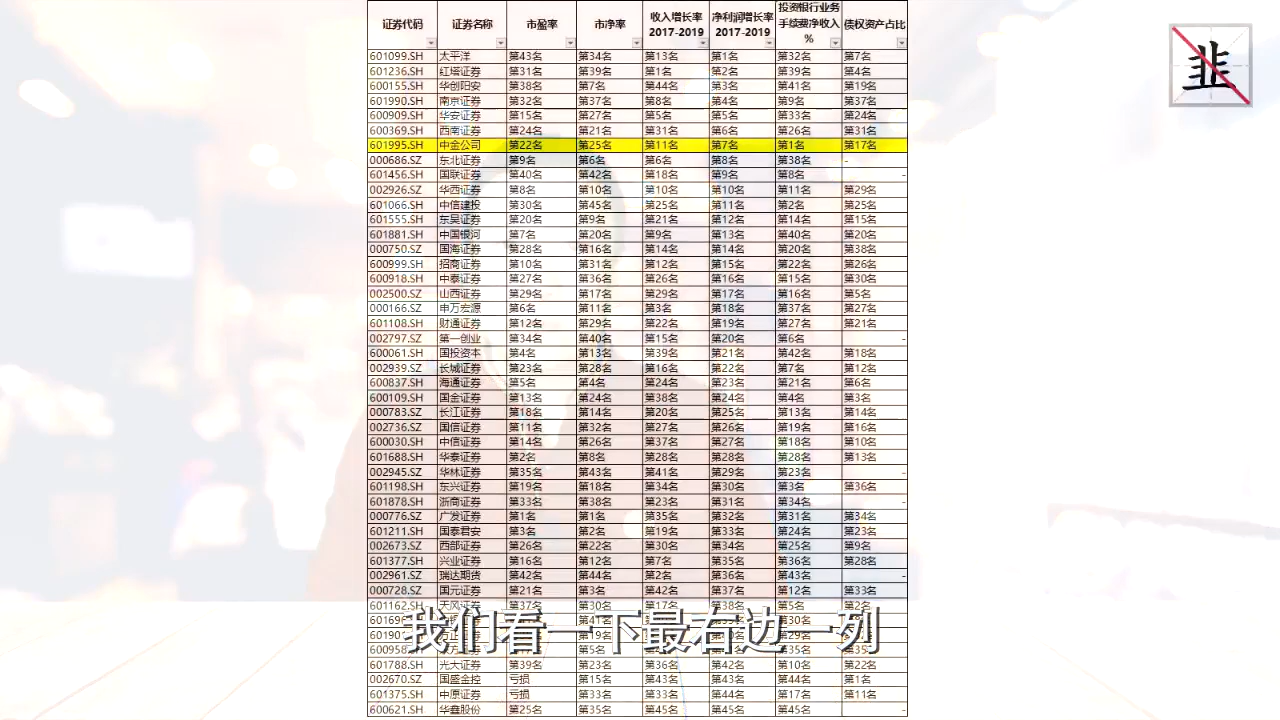 证券代码 证券名称 市盈率 市净率 收入增长率 2017-2019 净利润增长率 2017-2019 投资银行业务手续费净收入% 债权资产占比
601099.SH 太平洋 第43名 第34名 第13名 第1名 第32名 第7名
601236.SH 红塔证券 第31名 第39名 第1名 第2名 第39名 第4名
600155.SH 华创阳安 第38名 第7名 第44名 第3名 第41名 第19名
601990.SH 南京证券 第32名 第37名 第8名 第4名 第9名 第37名
600909.SH 华安证券 第15名 第27名 第5名 第5名 第33名 第24名
600369.SH 西南证券 第24名 第21名 第31名 第6名 第26名 第31名
601995.SH 中金公司 第22名 第25名 第11名 第7名 第1名 第17名
000686.SZ 东北证券 第9名 第6名 第6名 第8名 第38名 -
601456.SH 国联证券 第40名 第42名 第18名 第9名 第8名 -
002926.SZ 华西证券 第8名 第10名 第10名 第10名 第11名 第29名
601066.SH 中信建投 第30名 第45名 第25名 第11名 第2名 第25名
601555.SH 东吴证券 第20名 第9名 第21名 第12名 第14名 第15名
601881.SH 中国银河 第7名 第20名 第9名 第13名 第40名 第20名
000750.SZ 国海证券 第28名 第16名 第14名 第14名 第20名 第38名
600999.SH 招商证券 第10名 第31名 第12名 第15名 第22名 第26名
600918.SH 中泰证券 第27名 第36名 第26名 第16名 第15名 第30名
002500.SZ 山西证券 第29名 第17名 第29名 第17名 第16名 第5名
000166.SZ 申万宏源 第6名 第11名 第3名 第18名 第37名 第27名
601108.SH 财通证券 第12名 第29名 第22名 第19名 第27名 第21名
002797.SZ 第一创业 第34名 第40名 第15名 第20名 第6名 -
600061.SH 国投资本 第4名 第13名 第39名 第21名 第42名 第18名
002939.SZ 长城证券 第23名 第28名 第16名 第22名 第7名 第12名
600837.SH 海通证券 第5名 第4名 第24名 第23名 第21名 第6名
600109.SH 国金证券 第13名 第24名 第38名 第24名 第4名 第3名
000783.SZ 长江证券 第18名 第14名 第20名 第25名 第13名 第14名
002736.SZ 国信证券 第11名 第32名 第27名 第26名 第19名 第16名
600030.SH 中信证券 第14名 第26名 第37名 第27名 第18名 第10名
601688.SH 华泰证券 第2名 第8名 第28名 第28名 第28名 第13名
002945.SZ 华林证券 第35名 第43名 第41名 第29名 第23名 -
601198.SH 东兴证券 第19名 第18名 第34名 第30名 第3名 第36名
601878.SH 浙商证券 第33名 第38名 第23名 第31名 第34名 -
000776.SZ 广发证券 第1名 第1名 第35名 第32名 第31名 第34名
601211.SH 国泰君安 第3名 第2名 第19名 第33名 第24名 第23名
002673.SZ 西部证券 第26名 第22名 第30名 第34名 第25名 第9名
601377.SH 兴业证券 第16名 第12名 第7名 第35名 第36名 第28名
002961.SZ 瑞达期货 第42名 第44名 第2名 第36名 第43名 -
000728.SZ 国元证券 第21名 第3名 第42名 第37名 第12名 第33名
601162.SH 天风证券 第37名 第30名 第17名 第38名 第5名 第2名
我们看一下最右边一列
601788.SH 光大证券 第39名 第23名 第36名 第42名 第10名 第22名
002670.SZ 国盛金控 亏损 第15名 第43名 第43名 第44名 第1名
601375.SH 中原证券 亏损 第33名 第33名 第44名 第17名 第11名
600621.SH 华鑫股份 第25名 第35名 第45名 第45名 第45名 -
韭